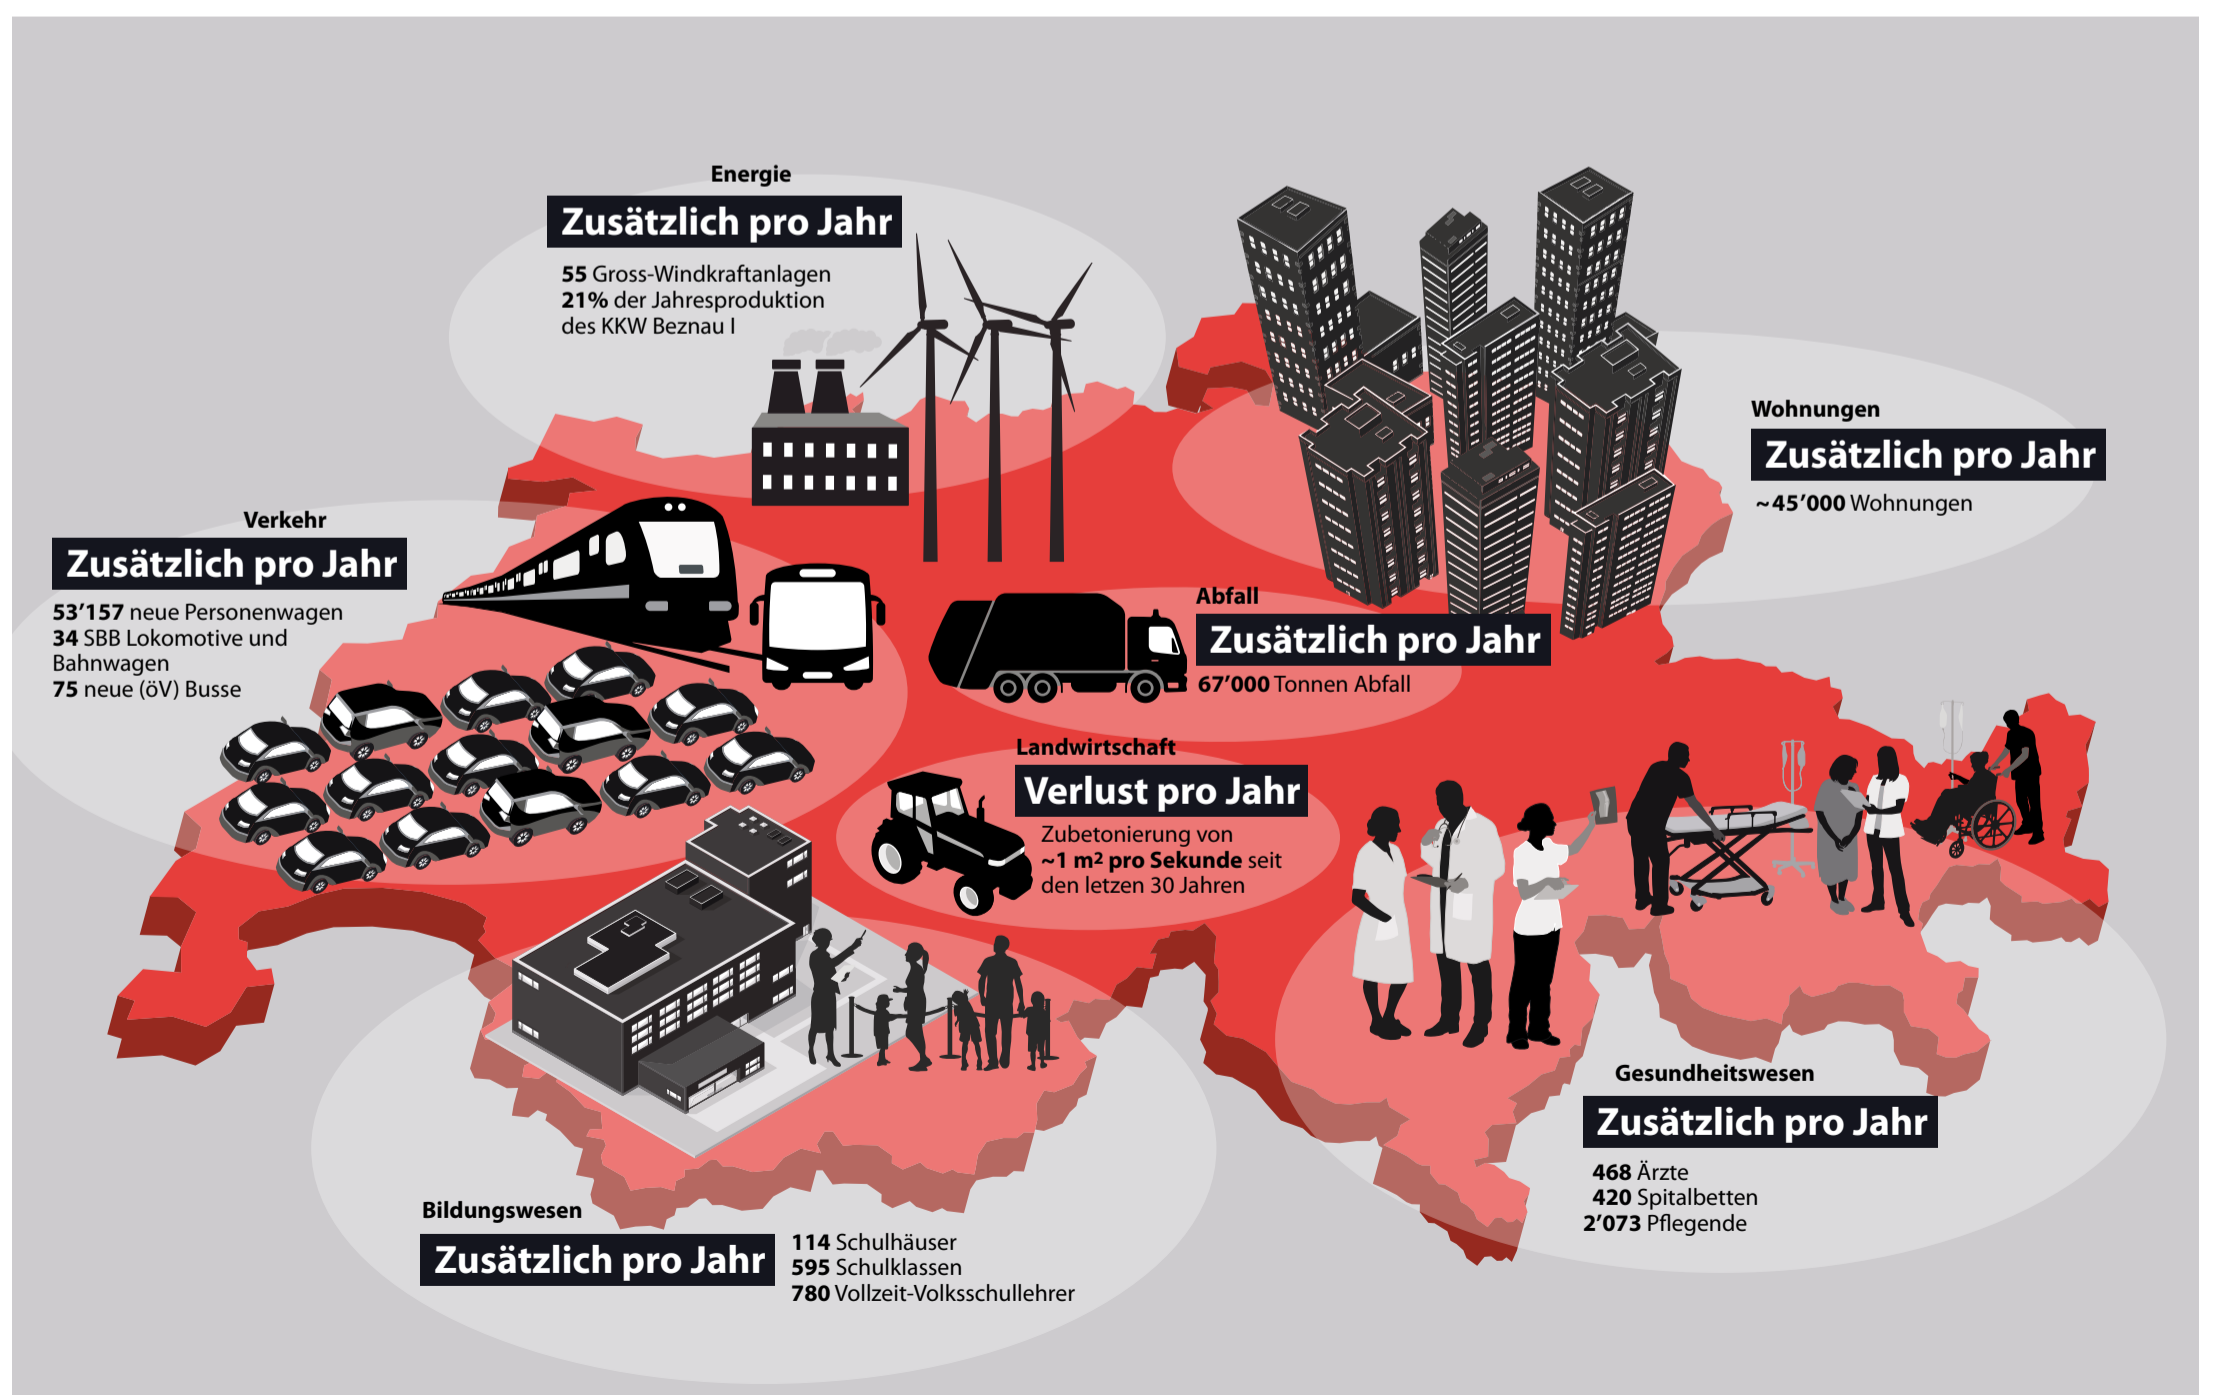 Energie
Zusätzlich pro Jahr
55 Gross-Windkraftanlagen
21% der Jahresproduktion
des KKW Beznau I
Wohnungen
Zusätzlich pro Jahr
~45’000 Wohnungen
Verkehr
Zusätzlich pro Jahr
53’157 neue Personenwagen
34 SBB Lokomotive und
Bahnwagen
75 neue (öV) Busse
Abfall
Zusätzlich pro Jahr
67’000 Tonnen Abfall
Landwirtschaft
Verlust pro Jahr
Zubetonierung von
~1 m² pro Sekunde seit
den letzen 30 Jahren
Gesundheitswesen
Zusätzlich pro Jahr
468 Ärzte
420 Spitalbetten
2’073 Pflegende
Bildungswesen
Zusätzlich pro Jahr
114 Schulhäuser
595 Schulklassen
780 Vollzeit-Volksschullehrer